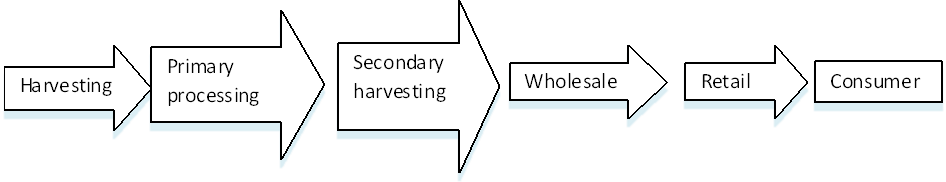 Harvesting
Primary
processing
Secondary
harvesting
Wholesale
Retail
Consumer